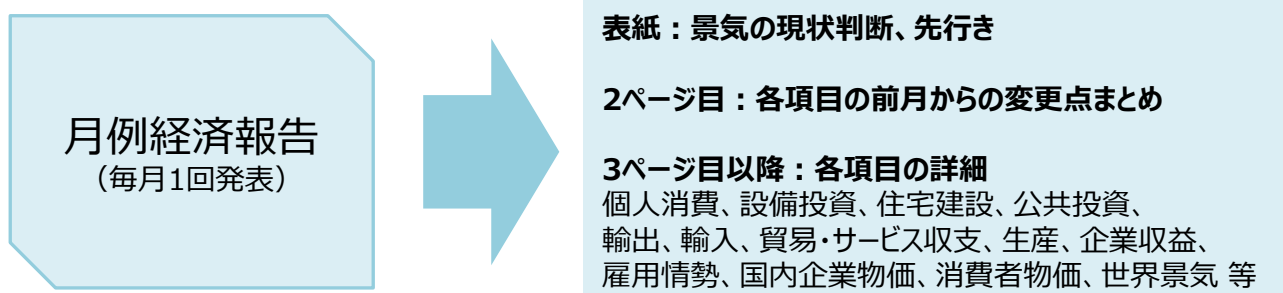 月例経済報告
（毎月1回発表）
表紙：景気の現状判断、先行き
2ページ目：各項目の前月からの変更点まとめ
3ページ目以降：各項目の詳細
個人消費、設備投資、住宅建設、公共投資、
輸出、輸入、貿易・サービス収支、生産、企業収益、
雇用情勢、国内企業物価、消費者物価、世界景気 等